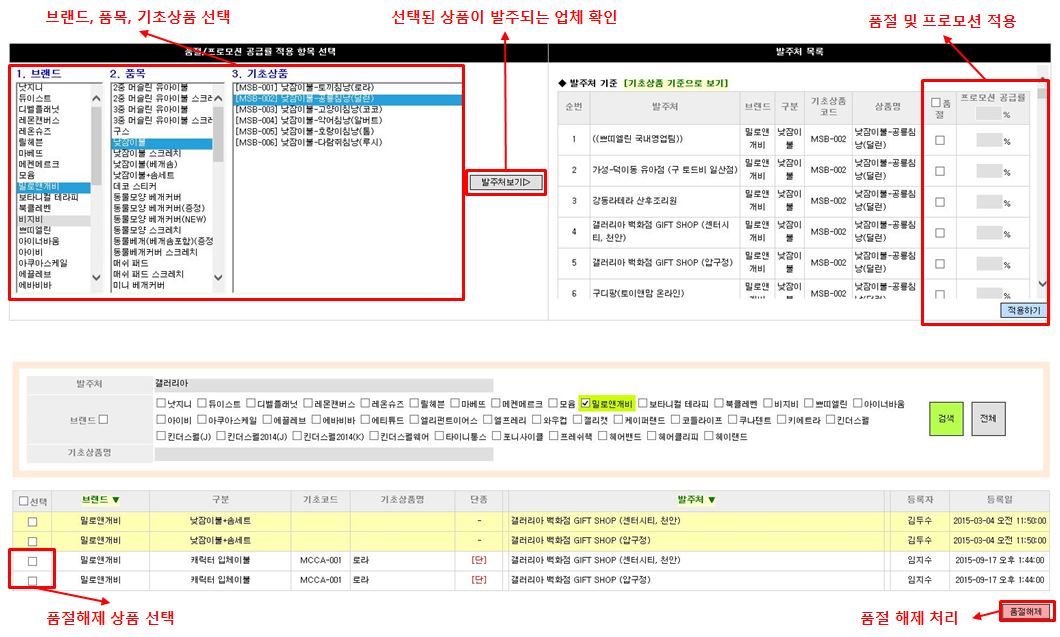 브랜드, 품목, 기초상품 선택
선택된 상품이 발주되는 업체 확인
품절 및 프로모션 적용
품절/프로모션 공급률 적용 항목 선택
발주처 목록
1. 브랜드
낫지니
듀이스트
디벨플래닛
레몬캔버스
레온슈즈
릴헤븐
마베또
메켄메르크
모윰
밀로앤개비
보타니컬 테라피
북클레벤
비지비
쁘띠엘린
아이너바움
아이비
아쿠아스케일
에끌레브
에바비바
2. 품목
2중 머슬린 유아이불
2중 머슬린 유아이불 스크래
3중 머슬린 유아이불
3중 머슬린 유아이불 스크래
구스
낮잠이불
낮잠이불 스크레치
낮잠이불(베개솜)
낮잠이불+솜세트
데코 스티커
동물모양 베개커버
동물모양 베개커버(증정)
동물모양 베개커버(NEW)
동물모양 유아이불
동물베개(베개솜포함)(증정
동물베개커버 스크레치
매쉬 패드
매쉬 패드 스크레치
미니 베개커버
3. 기초상품
[MSB-001] 낮잠이불-토끼침낭(로라)
[MSB-002] 낮잠이불-공룡침낭(딜런)
[MSB-003] 낮잠이불-고양이침낭(코코)
[MSB-004] 낮잠이불-악어침낭(알버트)
[MSB-005] 낮잠이불-호랑이침낭(톰)
[MSB-006] 낮잠이불-다람쥐침낭(루시)
발주처보기▷
◆ 발주처 기준 [기초상품 기준으로 보기]
순번 발주처 브랜드 구분 기초상품 코드 상품명 품절 프로모션 공급률 %
1 ((쁘띠엘린 국내영업팀)) 밀로앤개비 낮잠이불 MSB-002 낮잠이불-공룡침낭(딜런) %
2 가성-덕이동 유아점 (구 토드비 일산점) 밀로앤개비 낮잠이불 MSB-002 낮잠이불-공룡침낭(딜런) %
3 강동라테라 산후조리원 밀로앤개비 낮잠이불 MSB-002 낮잠이불-공룡침낭(딜런) %
4 갤러리아 백화점 GIFT SHOP (센터시티, 천안) 밀로앤개비 낮잠이불 MSB-002 낮잠이불-공룡침낭(딜런) %
5 갤러리아 백화점 GIFT SHOP (압구정) 밀로앤개비 낮잠이불 MSB-002 낮잠이불-공룡침낭(딜런) %
6 구디팡(토이앤맘 온라인) 밀로앤개비 낮잠이불 MSB-002 낮잠이불-공룡침낭(딜런) %
적용하기
발주처 갤러리아
브랜드
낫지니 듀이스트 디벨플래닛 레몬캔버스 레온슈즈 릴헤븐 마베또 메켄메르크 모윰 밀로앤개비 보타니컬 테라피 북클레벤 비지비 쁘띠엘린 아이너바움
아이비 아쿠아스케일 에끌레브 에바비바 에티튜드 엘리펀트이어스 엘프레리 와우컵 갤리캣 케이퍼랜드 코들라이프 쿠나텐트 키에트라 킨더스펠
킨더스펠(J) 킨더스펠2014(J) 킨더스펠2014(K) 킨더스펠웨어 타이니통스 포니사이클 프레쉬잭 헤어밴드 헤어클리피 헤이랜드
기초상품명
검색 전체
선택 브랜드▼ 구분 기초코드 기초상품명 단종 발주처▼ 등록자 등록일
밀로앤개비 낮잠이불+솜세트 - 갤러리아 백화점 GIFT SHOP (센터시티, 천안) 김두수 2015-03-04 오전 11:50:00
밀로앤개비 낮잠이불+솜세트 - 갤러리아 백화점 GIFT SHOP (압구정) 김두수 2015-03-04 오전 11:50:00
밀로앤개비 캐릭터 입체이불 MCCA-001 로라 [단] 갤러리아 백화점 GIFT SHOP (센터시티, 천안) 임지수 2015-09-17 오후 1:44:00
밀로앤개비 캐릭터 입체이불 MCCA-001 로라 [단] 갤러리아 백화점 GIFT SHOP (압구정) 임지수 2015-09-17 오후 1:44:00
품절해제 상품 선택
품절 해제 처리
품절해제